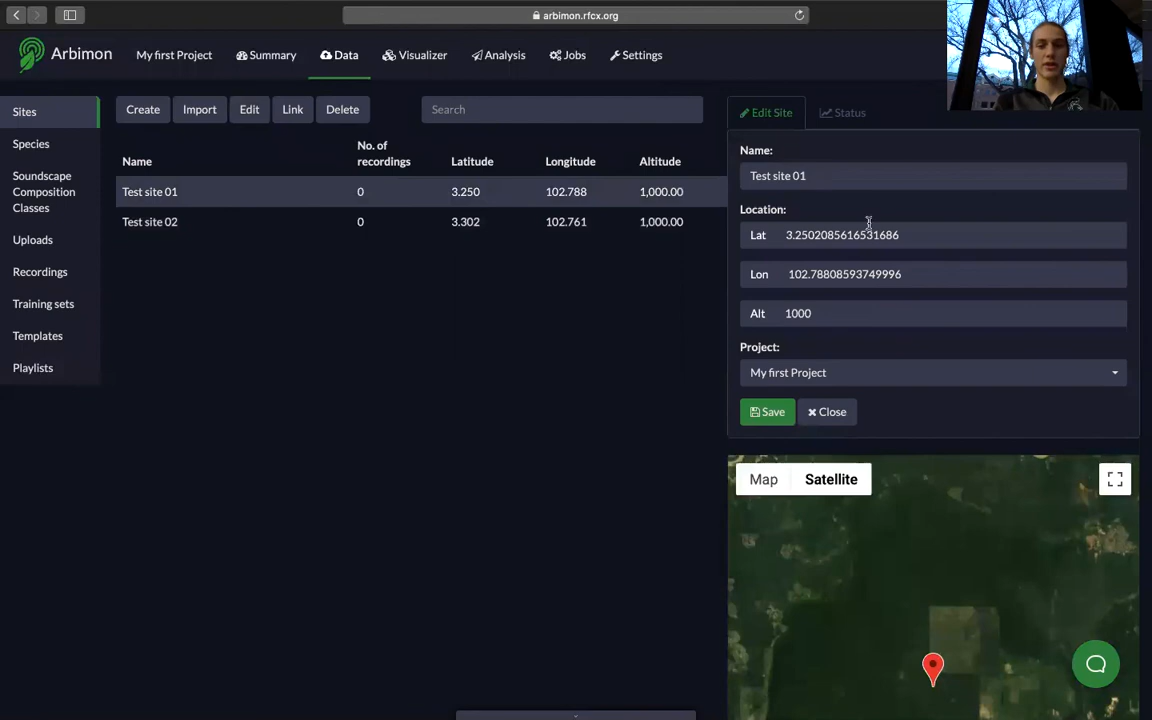 arbimon.rfcx.org
Arbimon My first Project Summary Data Visualizer Analysis Jobs Settings
Sites
Species
Soundscape
Composition
Classes
Uploads
Recordings
Training sets
Templates
Playlists
Create Import Edit Link Delete Search
Name No. of recordings Latitude Longitude Altitude
Test site 01 0 3.250 102.788 1,000.00
Test site 02 0 3.302 102.761 1,000.00
Edit Site Status
Name:
Test site 01
Location:
Lat 3.2502085616531686
Lon 102.78808593749996
Alt 1000
Project:
My first Project
Save Close
Map Satellite